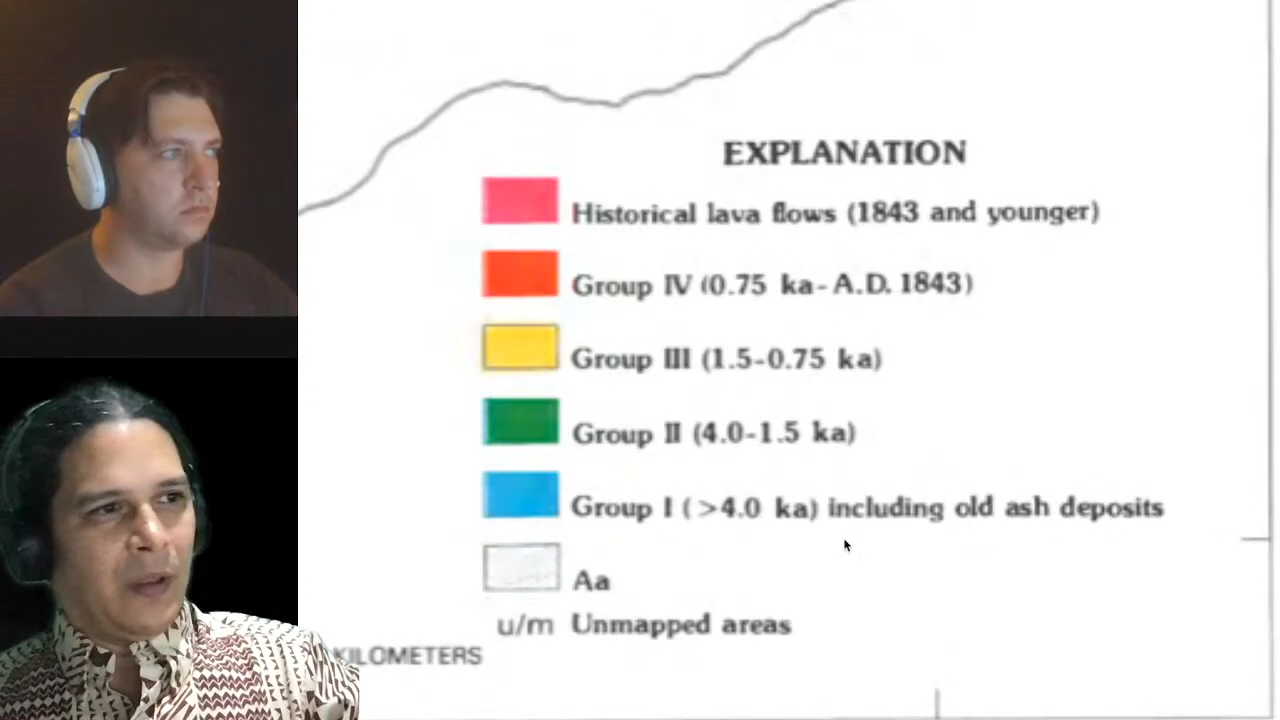 EXPLANATION
Historical lava flows (1843 and younger)
Group IV (0.75 ka-A.D. 1843)
Group III (1.5-0.75 ka)
Group II (4.0-1.5 ka)
Group I (>4.0 ka) including old ash deposits
Aa
u/m Unmapped areas
KILOMETERS